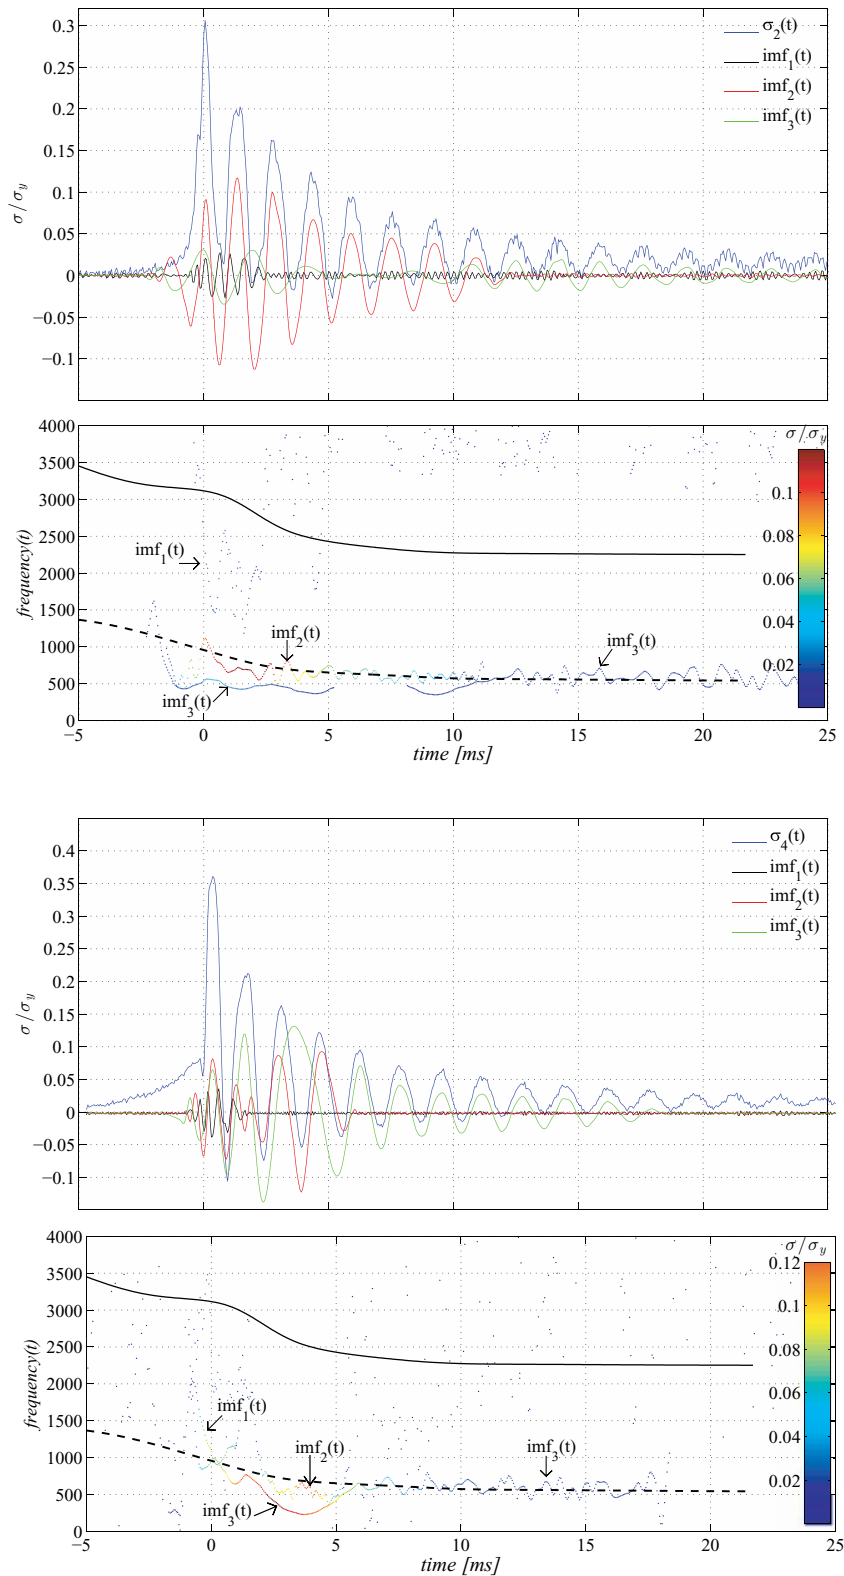 0.3
0.25
0.2
0.15
0.1
0.05
0
−0.05
−0.1
σ/σy
σ2(t)
imf1(t)
imf2(t)
imf3(t)
4000
3500
3000
2500
2000
1500
1000
500
0
frequency(t)
imf1(t)
imf2(t)
imf3(t)
imf3(t)
σ/σy
0.1
0.08
0.06
0.04
0.02
−5 0 5 10 15 20 25
time [ms]
0.4
0.35
0.3
0.25
0.2
0.15
0.1
0.05
0
−0.05
−0.1
σ/σy
σ4(t)
imf1(t)
imf2(t)
imf3(t)
4000
3500
3000
2500
2000
1500
1000
500
0
frequency(t)
imf1(t)
imf2(t)
imf3(t)
imf3(t)
σ/σy
0.12
0.1
0.08
0.06
0.04
0.02
−5 0 5 10 15 20 25
time [ms]